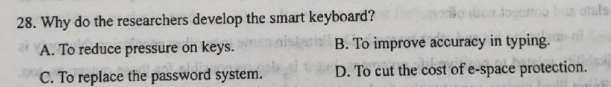 28. Why do the researchers develop the smart keyboard?
A. To reduce pressure on keys. B. To improve accuracy in typing.
C. To replace the password system. D. To cut the cost of e-space protection.